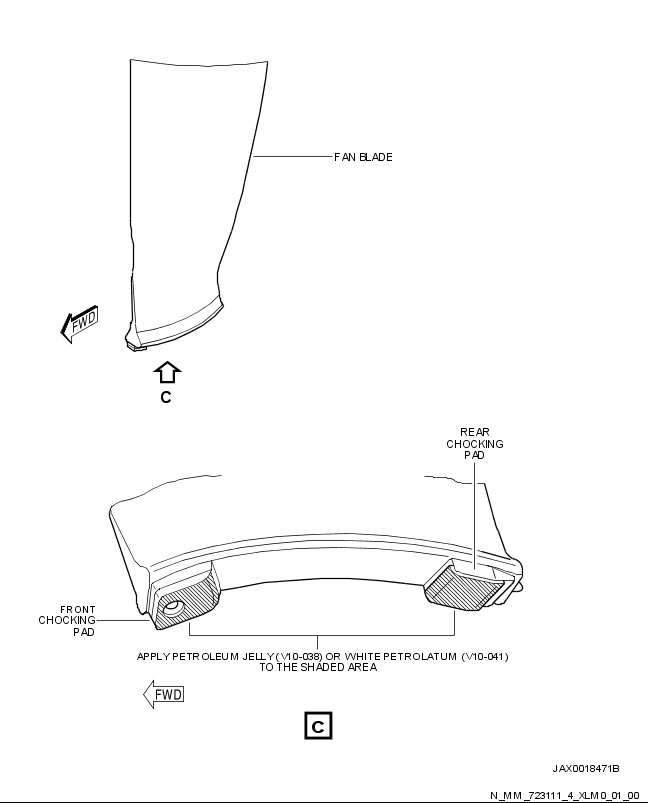 FAN BLADE
FWD
C
REAR
CHOCKING
PAD
FRONT
CHOCKING
PAD
APPLY PETROLEUM JELLY (V10-038) OR WHITE PETROLATUM (V10-041)
TO THE SHADED AREA
FWD
C
JAX0018471B
N_MM_723111_4_XLM0_01_00